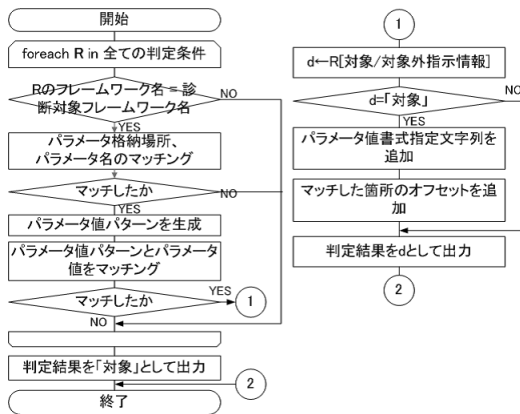 開始
foreach R in 全ての判定条件
Rのフレームワーク名 = 診
断対象フレームワーク名
NO
YES
パラメータ格納場所、
パラメータ名のマッチング
マッチしたか
NO
YES
パラメータ値パターンを生成
パラメータ値パターンとパラメータ
値をマッチング
マッチしたか
YES
1
NO
判定結果を「対象」として出力
2
終了
1
d←R[対象/対象外指示情報]
d=「対象」
NO
YES
パラメータ値書式指定文字列を
追加
マッチした箇所のオフセットを追
加
判定結果をdとして出力
2